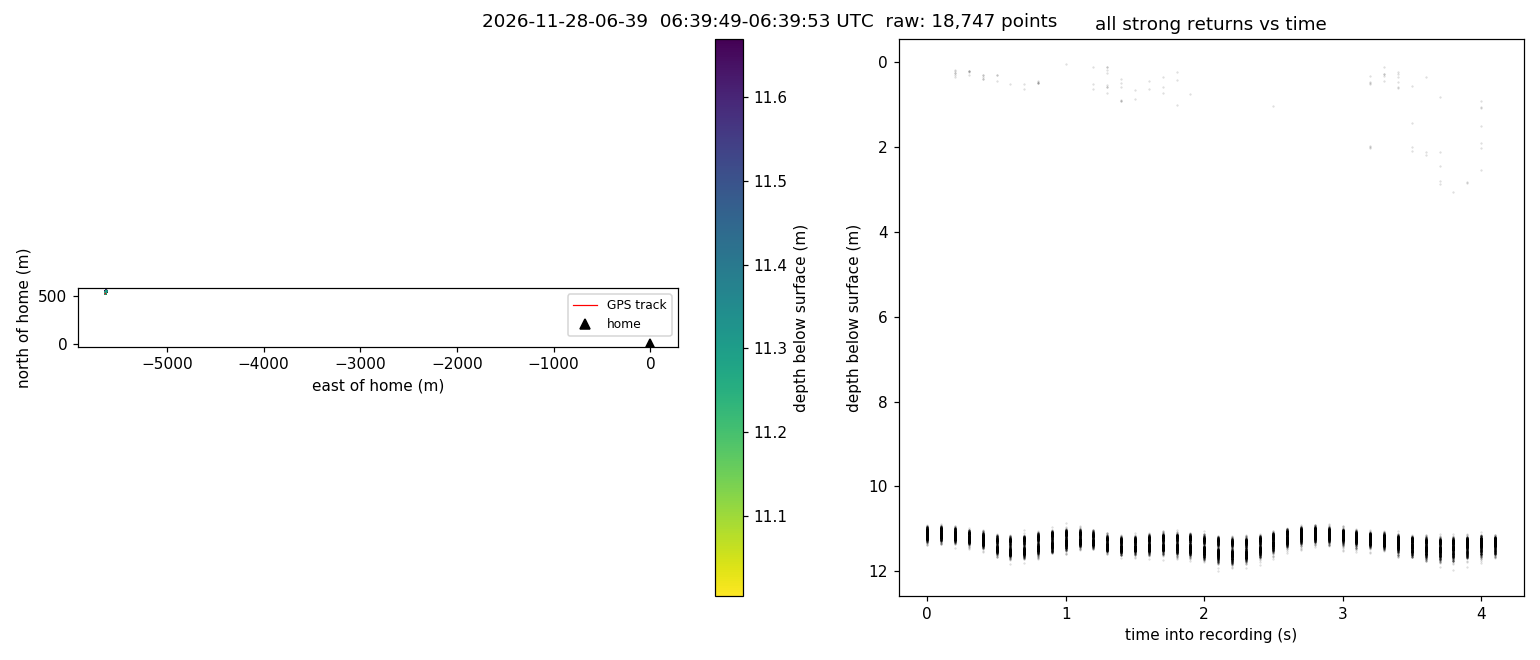 2026-11-28-06-39  06:39:49-06:39:53 UTC  raw: 18,747 points
north of home (m)
500
0
GPS track
home
−5000
−4000
−3000
−2000
−1000
0
east of home (m)
11.6
11.5
11.4
11.3
11.2
11.1
depth below surface (m)
all strong returns vs time
depth below surface (m)
0
2
4
6
8
10
12
0
1
2
3
4
time into recording (s)